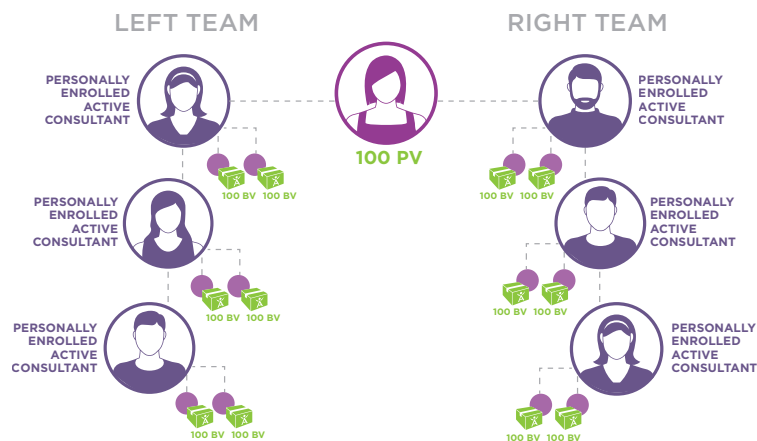 LEFT TEAM
RIGHT TEAM
PERSONALLY
ENROLLED
ACTIVE
CONSULTANT
100 PV
PERSONALLY
ENROLLED
ACTIVE
CONSULTANT
100 BV
100 BV
100 BV
100 BV
PERSONALLY
ENROLLED
ACTIVE
CONSULTANT
PERSONALLY
ENROLLED
ACTIVE
CONSULTANT
100 BV
100 BV
100 BV
100 BV
PERSONALLY
ENROLLED
ACTIVE
CONSULTANT
PERSONALLY
ENROLLED
ACTIVE
CONSULTANT
100 BV
100 BV
100 BV
100 BV